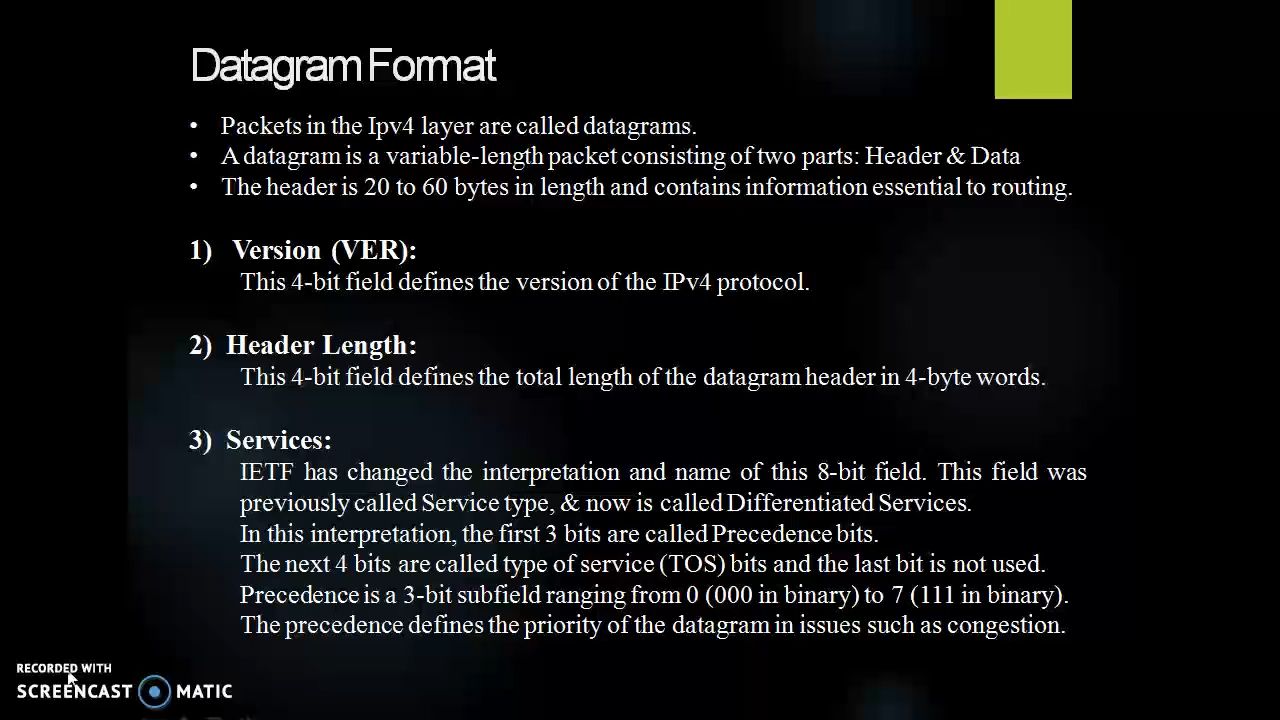 Datagram Format
• Packets in the Ipv4 layer are called datagrams.
• A datagram is a variable-length packet consisting of two parts: Header & Data
• The header is 20 to 60 bytes in length and contains information essential to routing.
1) Version (VER):
This 4-bit field defines the version of the IPv4 protocol.
2) Header Length:
This 4-bit field defines the total length of the datagram header in 4-byte words.
3) Services:
IETF has changed the interpretation and name of this 8-bit field. This field was
previously called Service type, & now is called Differentiated Services.
In this interpretation, the first 3 bits are called Precedence bits.
The next 4 bits are called type of service (TOS) bits and the last bit is not used.
Precedence is a 3-bit subfield ranging from 0 (000 in binary) to 7 (111 in binary).
The precedence defines the priority of the datagram in issues such as congestion.
RECORDED WITH
SCREENCAST MATIC